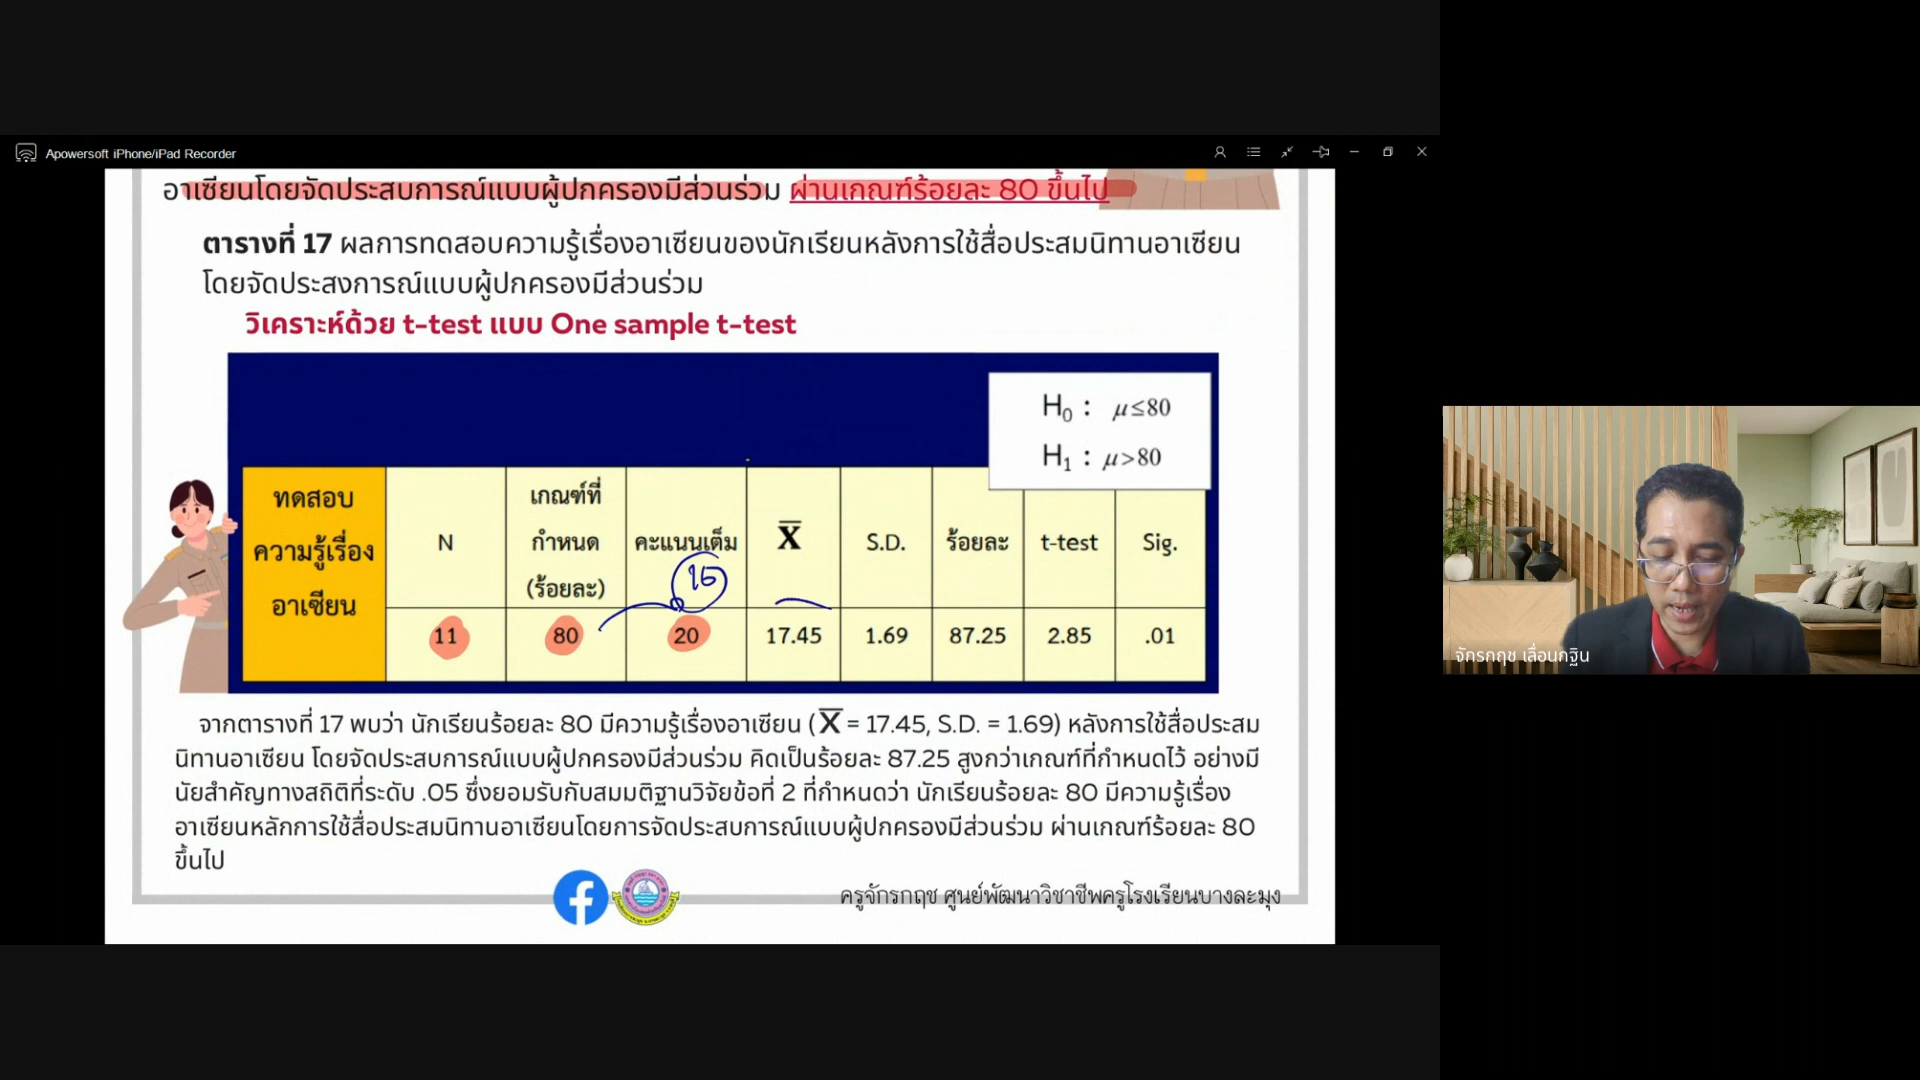 Apowersoft iPhone/iPad Recorder
อาเซียนโดยจัดประสบการณ์แบบผู้ปกครองมีส่วนร่วม ผ่านเกณฑ์ร้อยละ 80 ขึ้นไป
ตารางที่ 17 ผลการทดสอบความรู้เรื่องอาเซียนของนักเรียนหลังการใช้สื่อประสมนิทานอาเซียน
โดยจัดประสงการณ์แบบผู้ปกครองมีส่วนร่วม
วิเคราะห์ด้วย t-test แบบ One sample t-test
H₀ : μ≤80
H₁ : μ>80
ทดสอบ
ความรู้เรื่อง
อาเซียน
N
เกณฑ์ที่
กำหนด
(ร้อยละ)
คะแนนเต็ม
X̄
S.D.
ร้อยละ
t-test
Sig.
16
11 80 20 17.45 1.69 87.25 2.85 .01
จากตารางที่ 17 พบว่า นักเรียนร้อยละ 80 มีความรู้เรื่องอาเซียน (X̄ = 17.45, S.D. = 1.69) หลังการใช้สื่อประสม
นิทานอาเซียน โดยจัดประสบการณ์แบบผู้ปกครองมีส่วนร่วม คิดเป็นร้อยละ 87.25 สูงกว่าเกณฑ์ที่กำหนดไว้ อย่างมี
นัยสำคัญทางสถิติที่ระดับ .05 ซึ่งยอมรับกับสมมติฐานวิจัยข้อที่ 2 ที่กำหนดว่า นักเรียนร้อยละ 80 มีความรู้เรื่อง
อาเซียนหลักการใช้สื่อประสมนิทานอาเซียนโดยการจัดประสบการณ์แบบผู้ปกครองมีส่วนร่วม ผ่านเกณฑ์ร้อยละ 80
ขึ้นไป
ครูจักรกฤช ศูนย์พัฒนาวิชาชีพครูโรงเรียนบางละมุง
จักรกฤช เลื่อนกฐิน